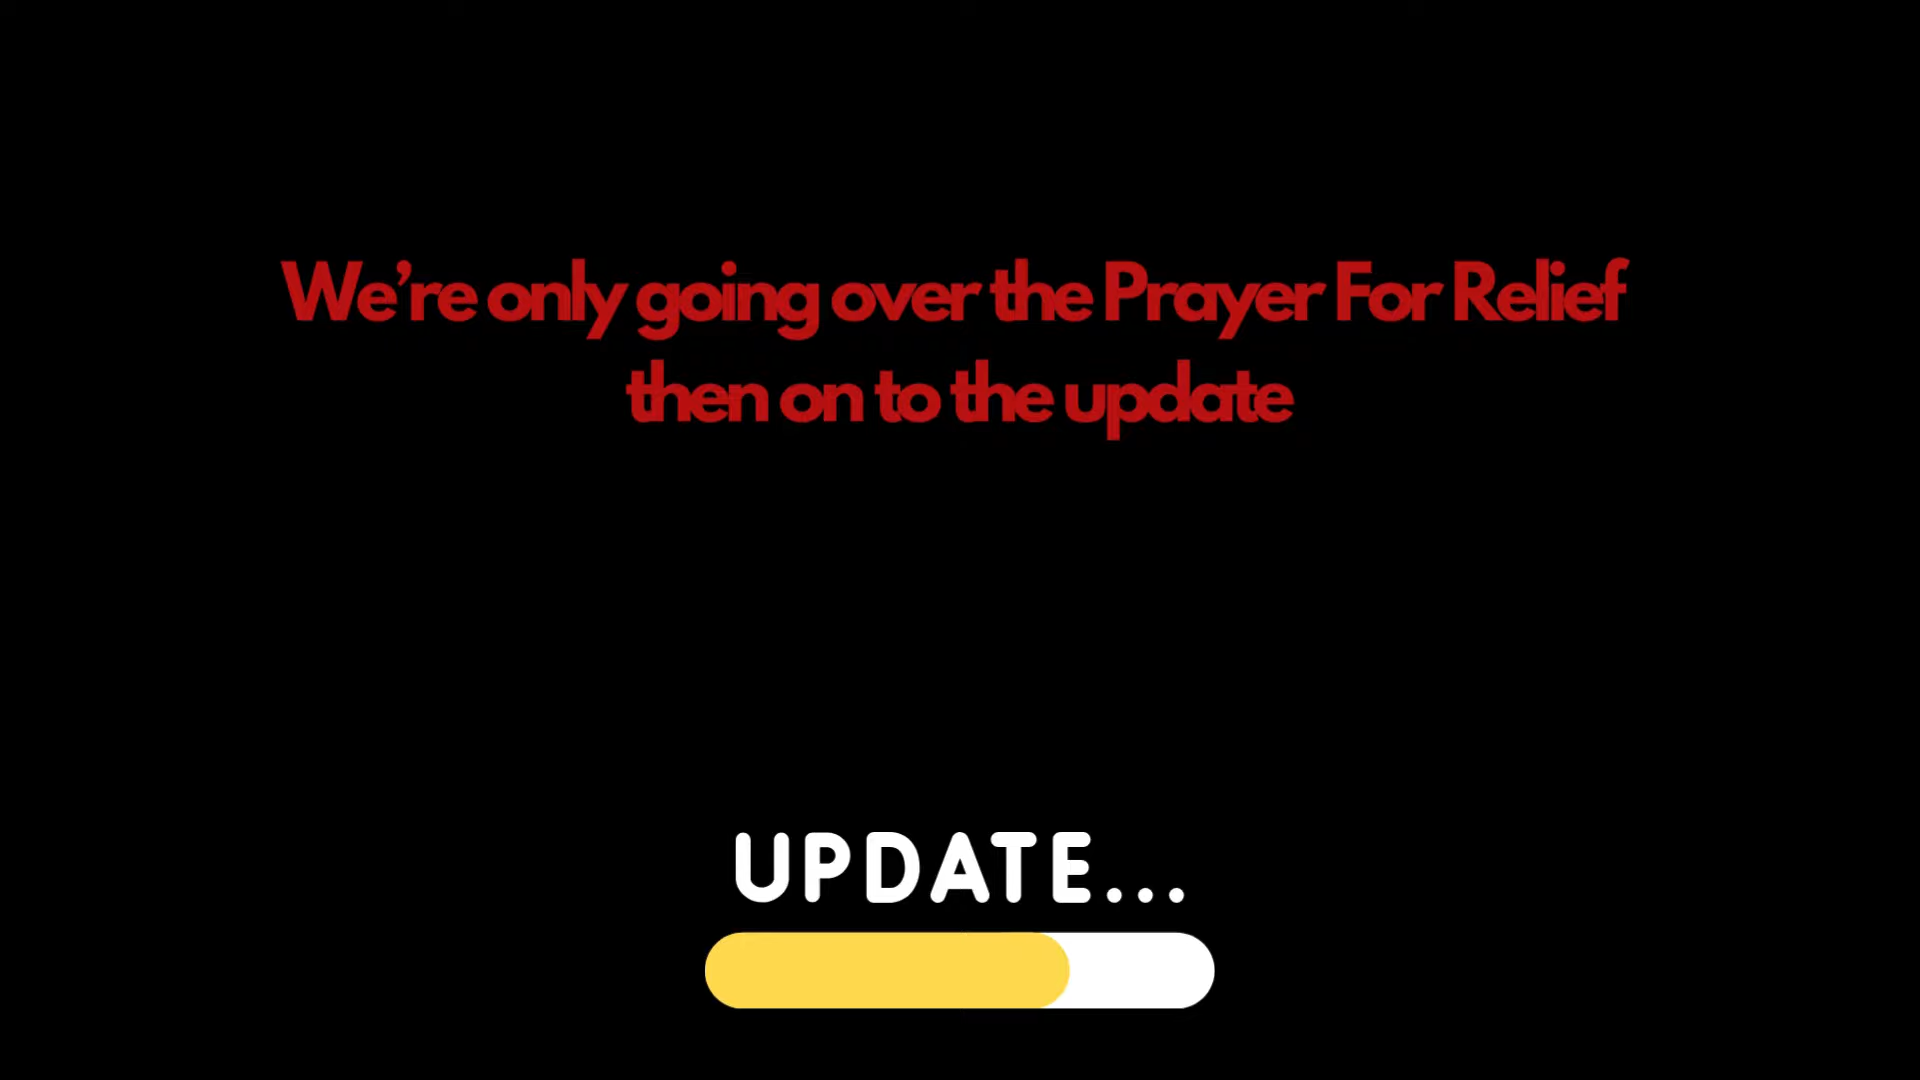 We're only going over the Prayer For Relief
then on to the update
UPDATE...